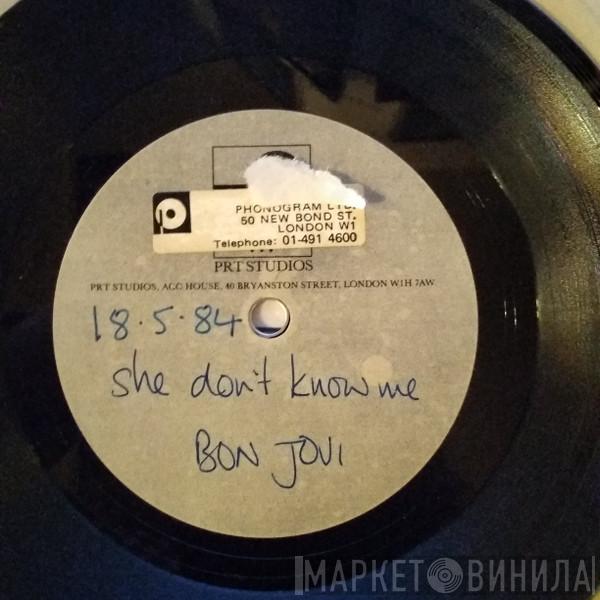 PHONOGRAM LTD.
50 NEW BOND ST.
LONDON W1
Telephone: 01-491 4600
PRT STUDIOS
PRT STUDIOS, ACC HOUSE, 40 BRYANSTON STREET, LONDON W1H 7AW
18.5.84
she don't know me
BON JOVI
МАРКЕТ ВИНИЛА